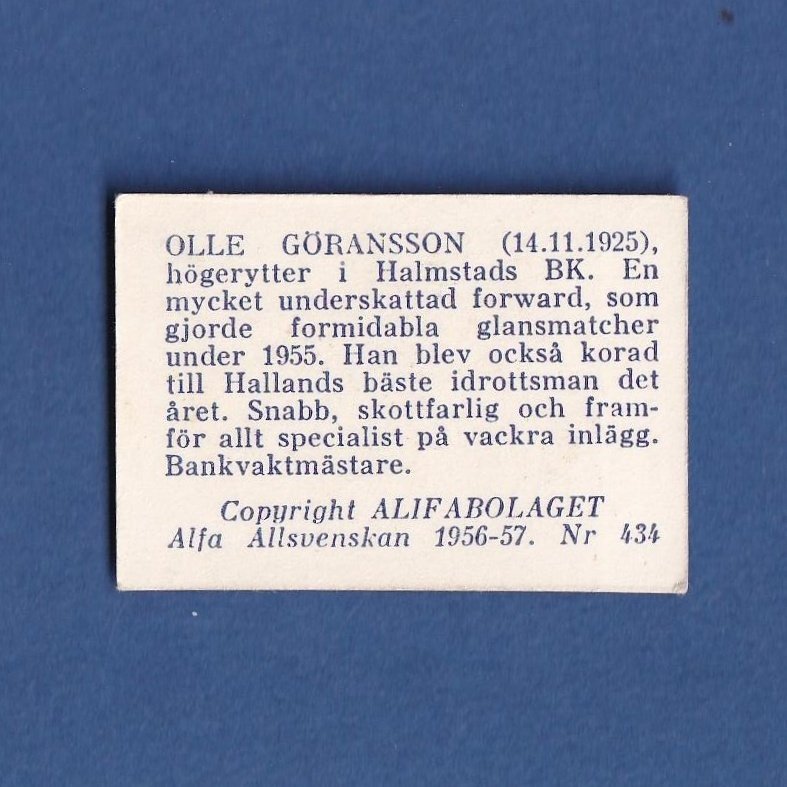 OLLE GÖRANSSON (14.11.1925),
högerytter i Halmstads BK. En
mycket underskattad forward, som
gjorde formidabla glansmatcher
under 1955. Han blev också korad
till Hallands bäste idrottsman det
året. Snabb, skottfarlig och fram-
för allt specialist på vackra inlägg.
Bankvaktmästare.
Copyright ALIFABOLAGET
Alfa Allsvenskan 1956-57. Nr 434